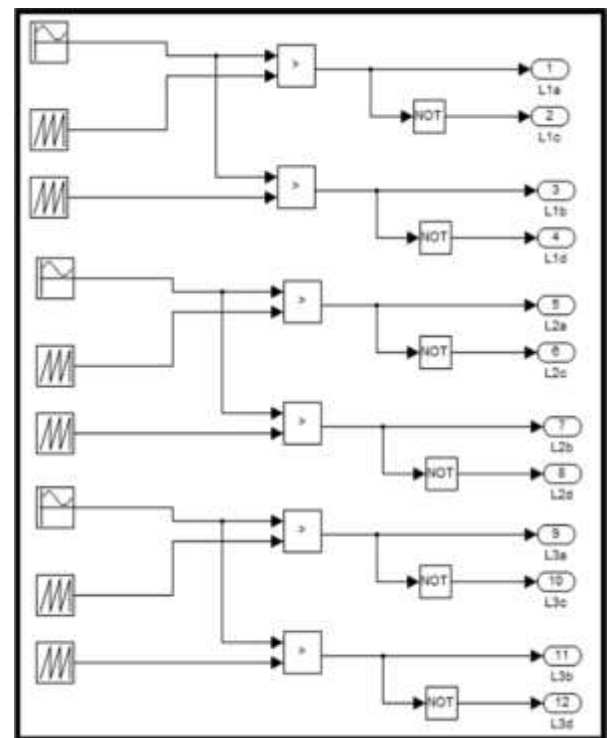 >
1
L1a
NOT
2
L1c
>
3
L1b
NOT
4
L1d
>
5
L2a
NOT
6
L2c
>
7
L2b
NOT
8
L2d
>
9
L3a
NOT
10
L3c
>
11
L3b
NOT
12
L3d